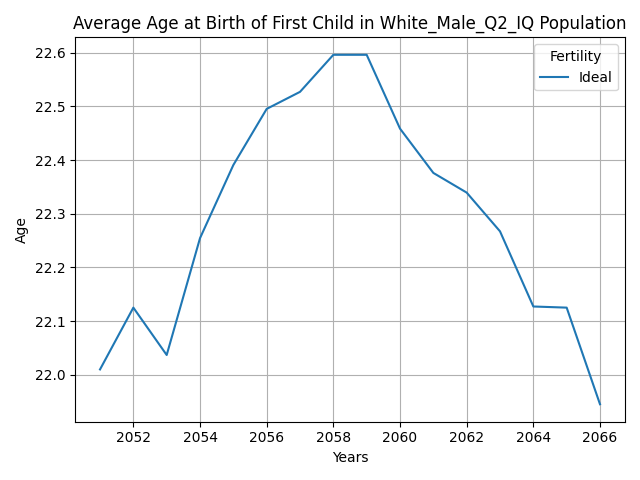 Average Age at Birth of First Child in White_Male_Q2_IQ Population
Fertility
Ideal
22.6
22.5
22.4
22.3
22.2
22.1
22.0
Age
2052 2054 2056 2058 2060 2062 2064 2066
Years